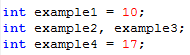 int example1 = 10;
int example2, example3;
int example4 = 17;